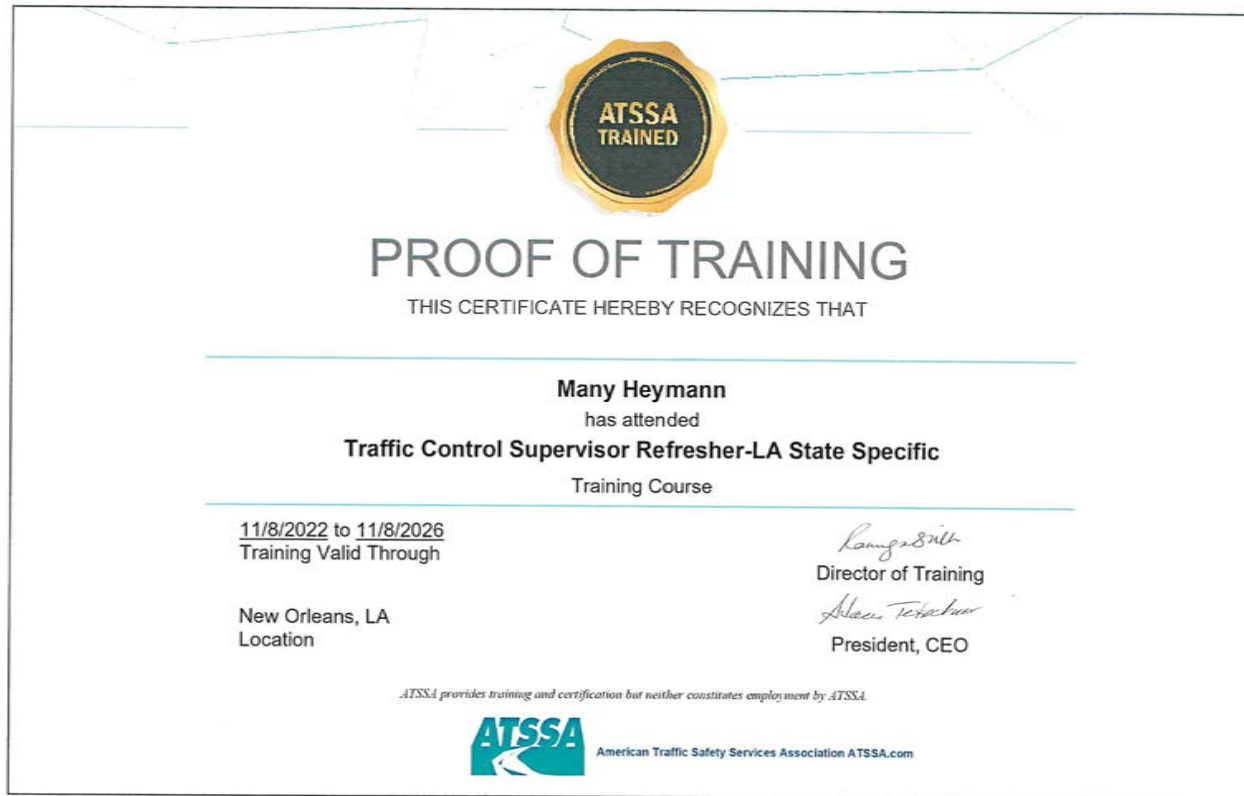 ATSSA
TRAINED
PROOF OF TRAINING
THIS CERTIFICATE HEREBY RECOGNIZES THAT
Many Heymann
has attended
Traffic Control Supervisor Refresher-LA State Specific
Training Course
11/8/2022 to 11/8/2026
Training Valid Through
New Orleans, LA
Location
Director of Training
President, CEO
ATSSA provides training and certification but neither constitutes employment by ATSSA.
ATSSA
American Traffic Safety Services Association ATSSA.com